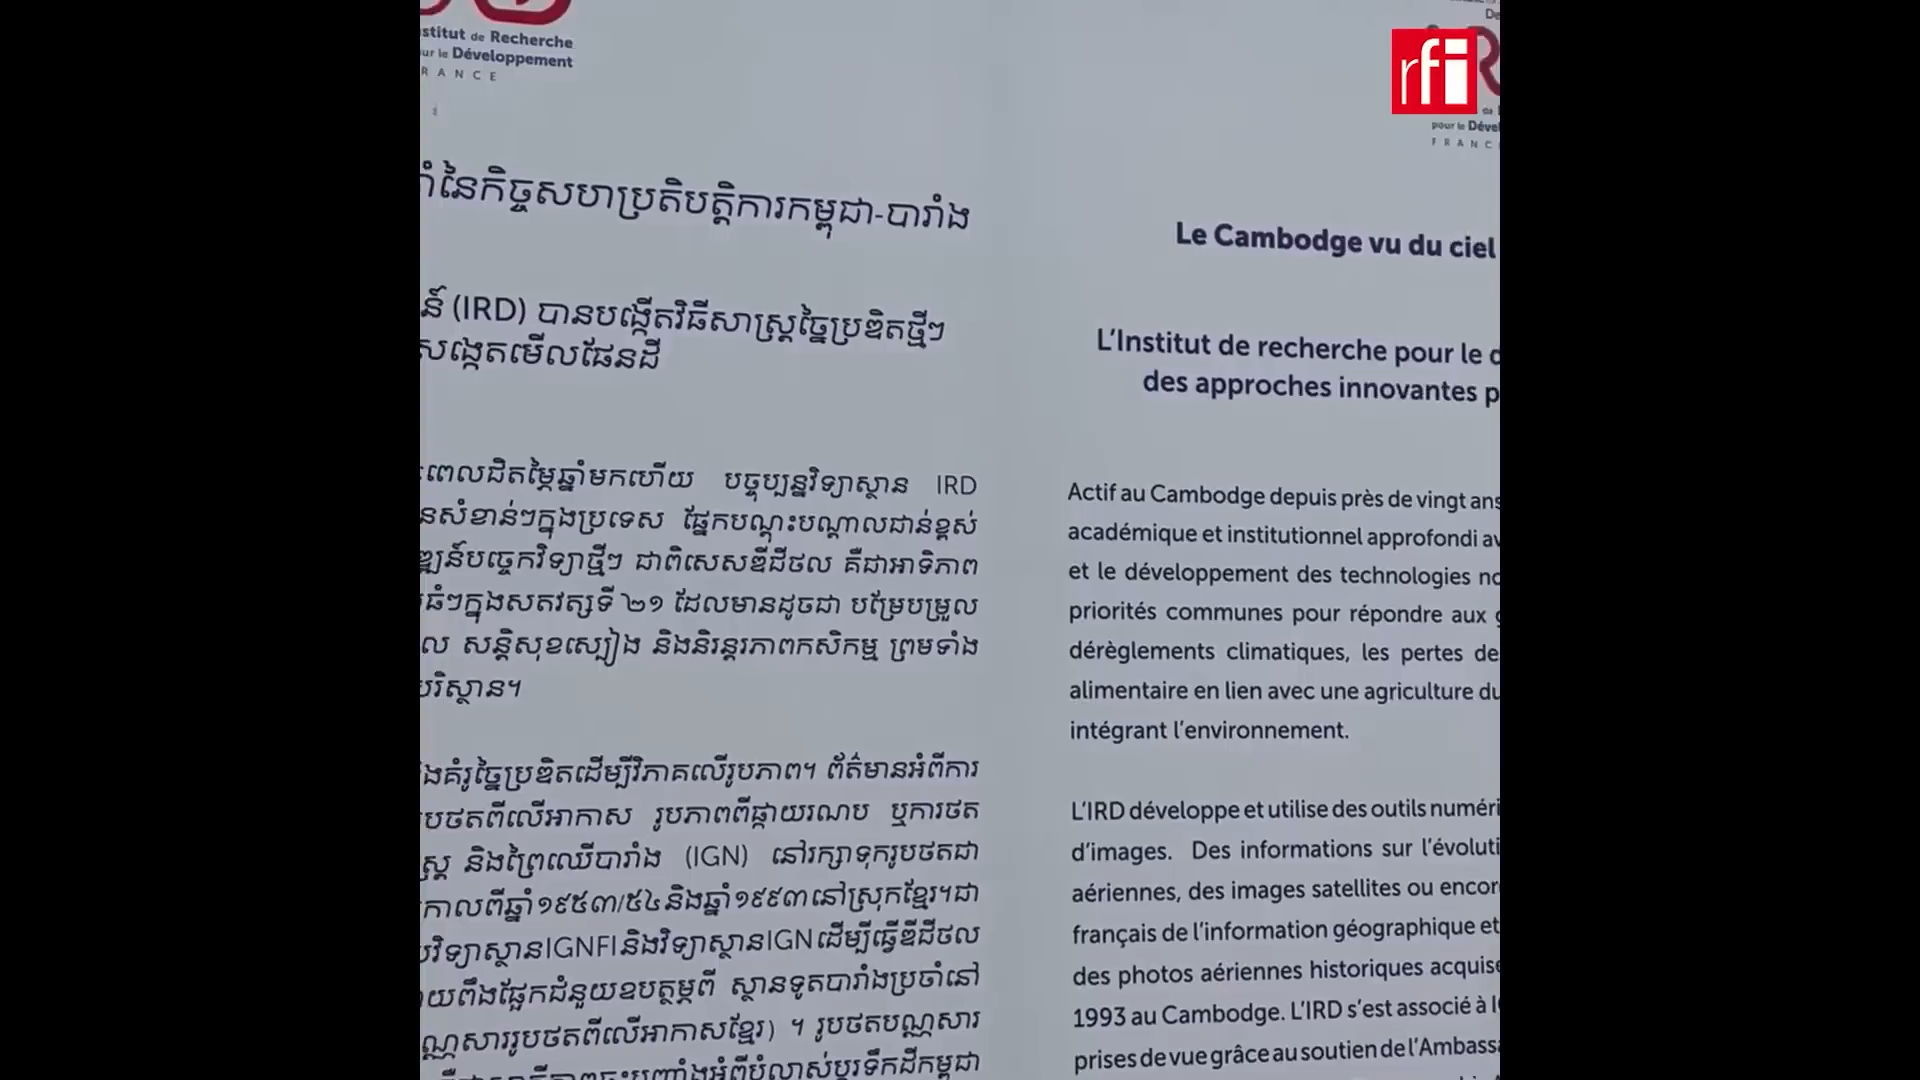 stitut de Recherche
ur le Développement
RANCE
នៃកិច្ចសហប្រតិបត្តិការកម្ពុជា-បារាំង
(IRD) បានបង្កើតវិធីសាស្ត្រច្នៃប្រឌិតថ្មីៗ
សង្កេតមើលផែនដី
ពេលជិតម្ភៃឆ្នាំមកហើយ បច្ចុប្បន្នវិទ្យាស្ថាន IRD
សំខាន់ៗក្នុងប្រទេស ផ្នែកបណ្តុះបណ្តាលជាន់ខ្ពស់
បច្ចេកវិទ្យាថ្មីៗ ជាពិសេសឌីជីថល គឺជាអាទិភាព
ធំៗក្នុងសតវត្សទី ២១ ដែលមានដូចជា បម្រែបម្រួល
ល សន្តិសុខស្បៀង និងនិរន្តរភាពកសិកម្ម ព្រមទាំង
បរិស្ថាន។
គំរូច្នៃប្រឌិតដើម្បីវិភាគលើរូបភាព។ ព័ត៌មានអំពីការ
បថតពីលើអាកាស រូបភាពពីផ្កាយរណប ឬការថត
ស្ត្រ និងព្រៃឈើបារាំង (IGN) នៅរក្សាទុករូបថតជា
កាលពីឆ្នាំ១៩៥៣/៥៤និងឆ្នាំ១៩៩៣នៅស្រុកខ្មែរ។ជា
វិទ្យាស្ថានIGNFIនិងវិទ្យាស្ថានIGNដើម្បីធ្វើឌីជីថល
យពឹងផ្អែកជំនួយឧបត្ថម្ភពី ស្ថានទូតបារាំងប្រចាំនៅ
ណ្ណសាររូបថតពីលើអាកាសខ្មែរ) ។ រូបថតបណ្ណសារ
rfi
de
pour le Déve
FRANC
Le Cambodge vu du ciel
L'Institut de recherche pour le d
des approches innovantes p
Actif au Cambodge depuis près de vingt ans
académique et institutionnel approfondi av
et le développement des technologies no
priorités communes pour répondre aux g
dérèglements climatiques, les pertes de
alimentaire en lien avec une agriculture du
intégrant l'environnement.
L'IRD développe et utilise des outils numéri
d'images. Des informations sur l'évoluti
aériennes, des images satellites ou encor
français de l'information géographique et
des photos aériennes historiques acquise
1993 au Cambodge. L'IRD s'est associé à I
prises de vue grâce au soutien de l'Ambassa